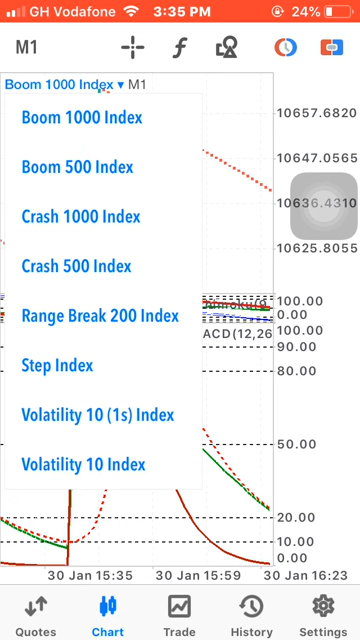 GH Vodafone 3:35 PM 24%
M1
Boom 1000 Index ▾ M1
Boom 1000 Index
Boom 500 Index
Crash 1000 Index
Crash 500 Index
Range Break 200 Index
Step Index
Volatility 10 (1s) Index
Volatility 10 Index
10657.6820
10647.0565
10636.4310
10625.8055
100.00
0.00
ACD(12,26
100.00
90.00
80.00
50.00
20.00
10.00
0.00
30 Jan 15:35 30 Jan 15:59 30 Jan 16:23
Quotes Chart Trade History Settings